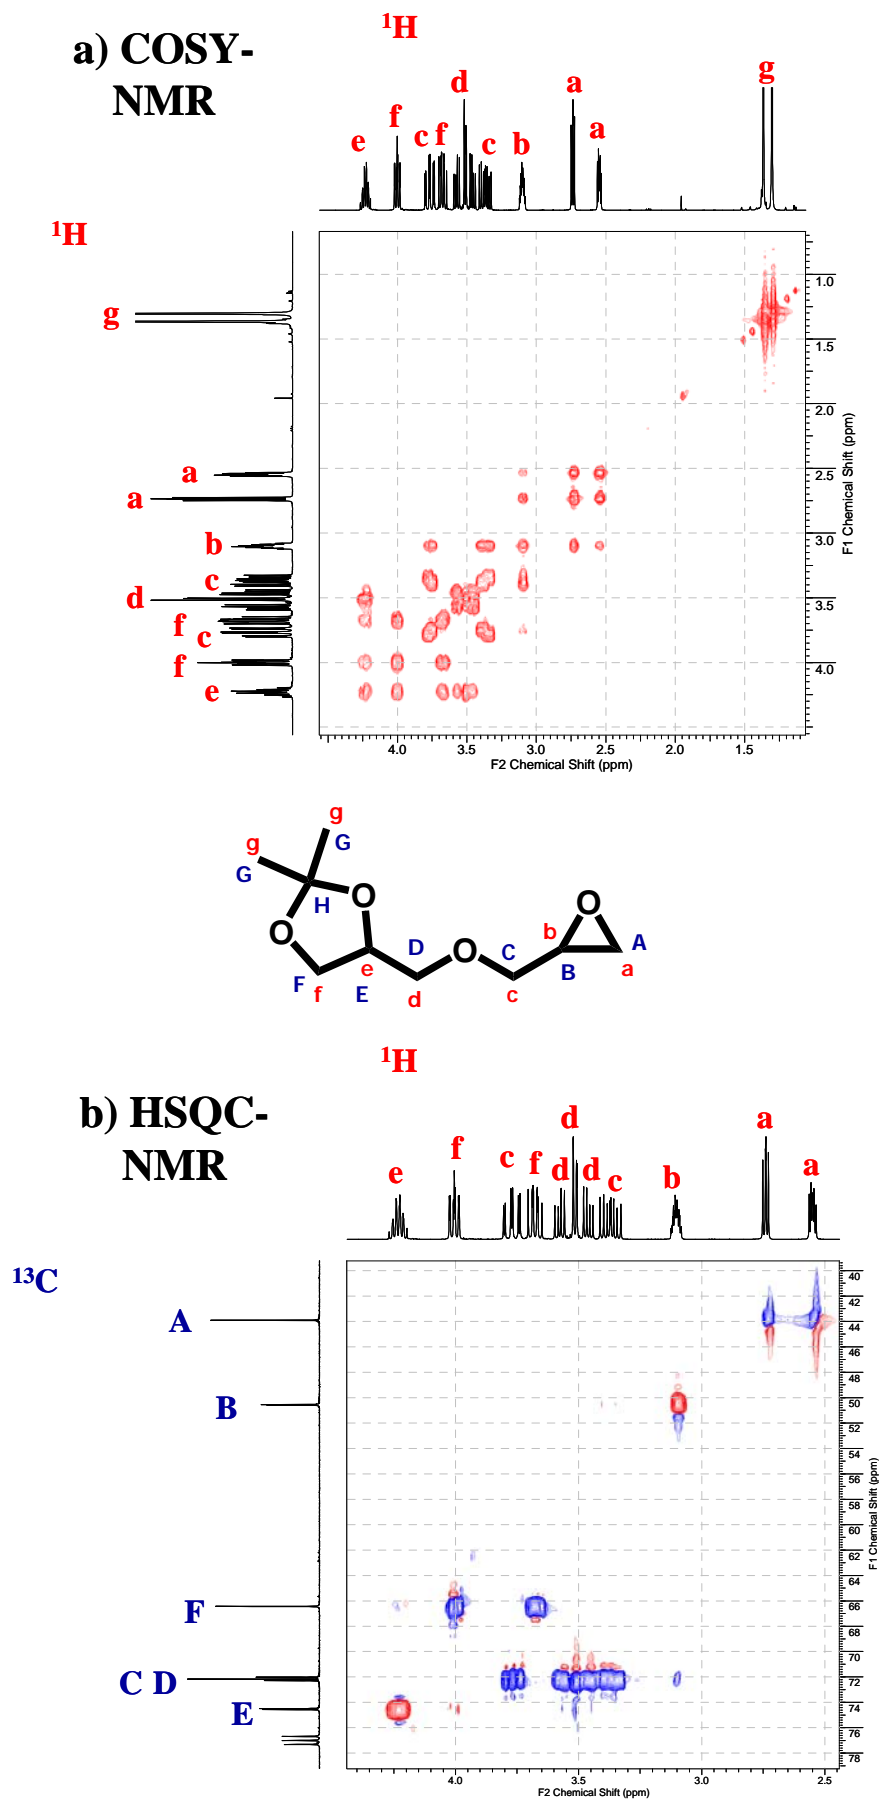 a) COSY-
NMR
¹H
e f c f d c b a a g
¹H
g
a
a
b
c
d
f
c
f
e
1.0
1.5
2.0
2.5
3.0
3.5
4.0
F1 Chemical Shift (ppm)
4.0 3.5 3.0 2.5 2.0 1.5
F2 Chemical Shift (ppm)
g
g G
G
H
O
O
O
O
D
C
b
A
F
f
e
E
d
c
B
a
¹H
b) HSQC-
NMR
e f c f d d d c b a a
¹³C
A
B
F
C D
E
40
42
44
46
48
50
52
54
56
58
60
62
64
66
68
70
72
74
76
78
F1 Chemical Shift (ppm)
4.0 3.5 3.0 2.5
F2 Chemical Shift (ppm)